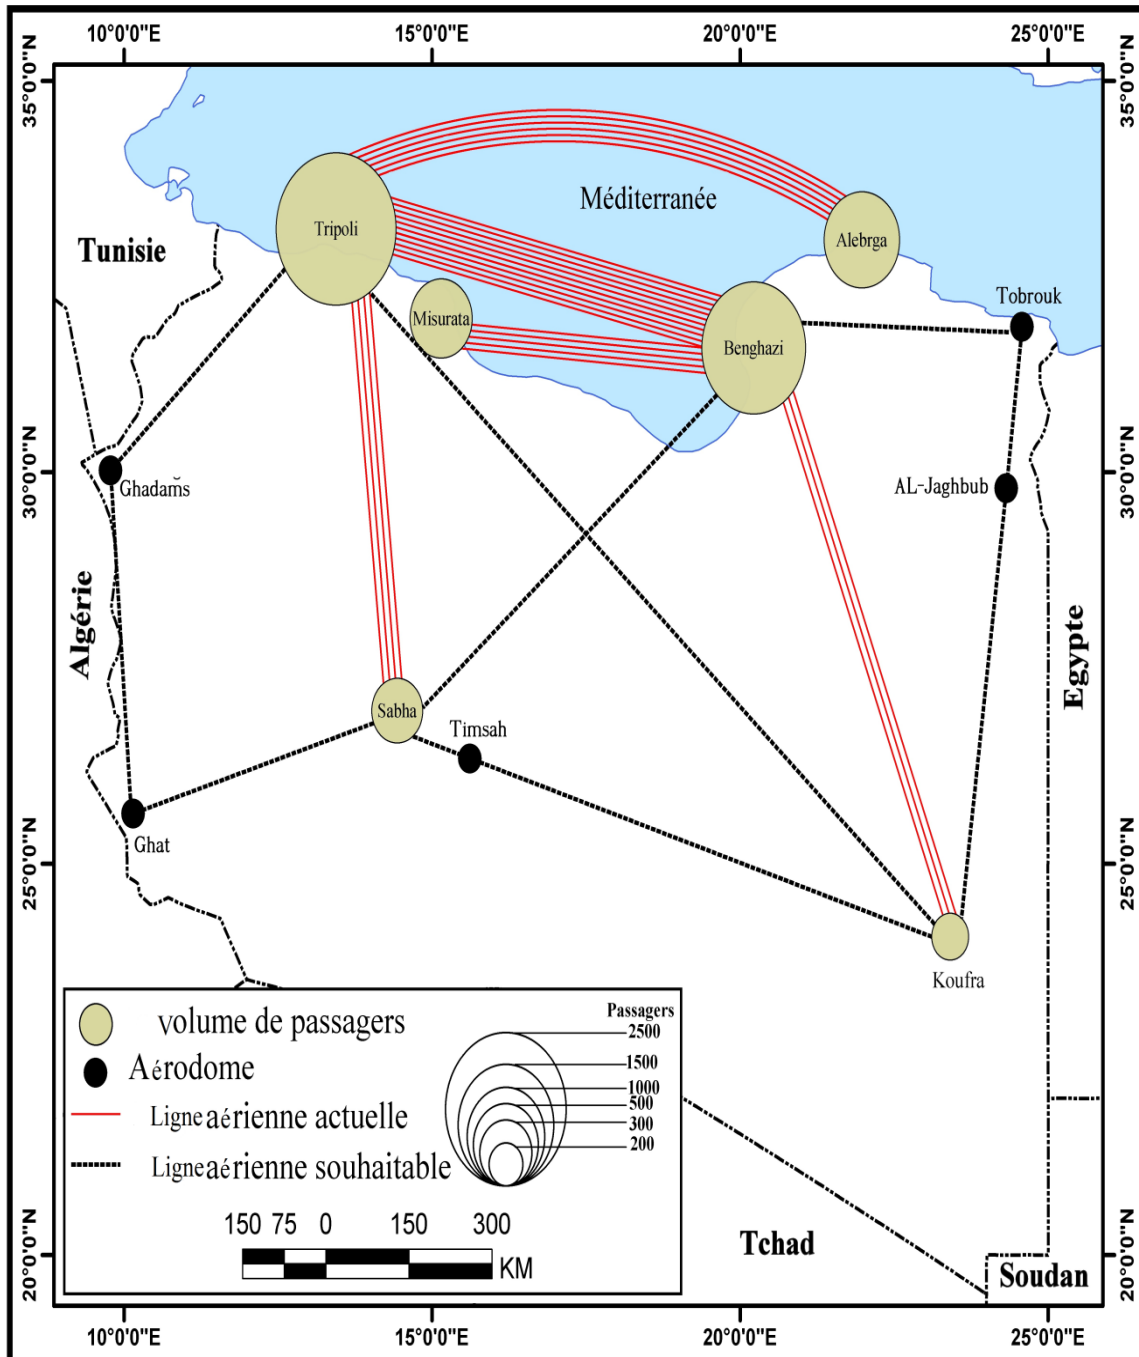 10°0'0"E 15°0'0"E 20°0'0"E 25°0'0"E
35°0'0"N 35°0'0"N
Méditerranée
Tripoli
Alebrga
Tunisie
Tobrouk
Misurata
Benghazi
Ghadams
30°0'0"N 30°0'0"N
AL-Jaghbub
Algérie
Egypte
Sabha
Timsah
Ghat
25°0'0"N 25°0'0"N
Koufra
volume de passagers
Aérodome
Ligne aérienne actuelle
Ligne aérienne souhaitable
Passagers
2500
1500
1000
500
300
200
150 75 0 150 300
KM
Tchad
Soudan
20°0'0"N 20°0'0"N
10°0'0"E 15°0'0"E 20°0'0"E 25°0'0"E